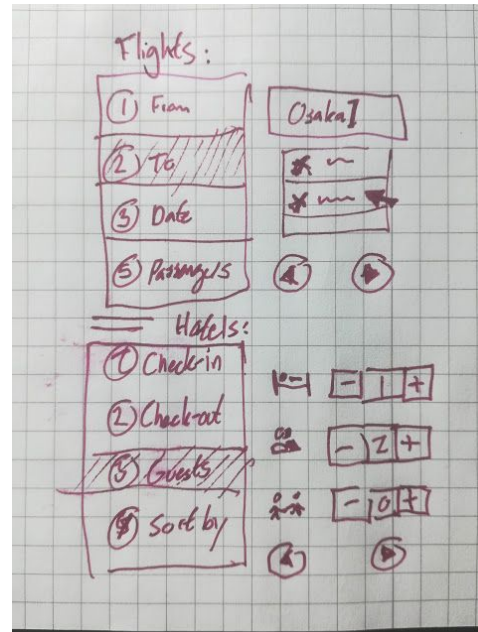 Flights:
① From
Osaka
② To
③ Date
⑤ Passengers
Hotels:
① Check-in
- 1 +
② Check-out
- 2 +
③ Guests
- 0 +
Sort by